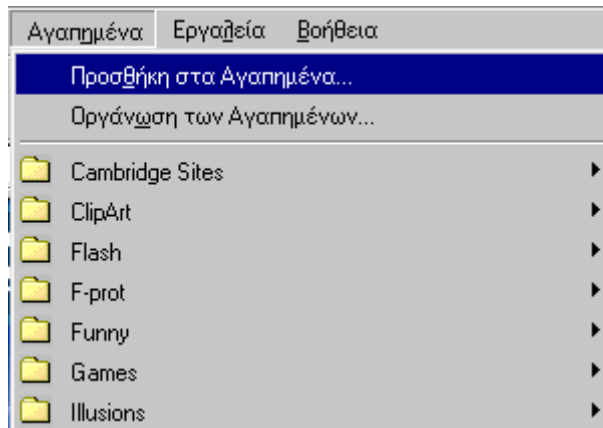 Αγαπημένα Εργαλεία Βοήθεια
Προσθήκη στα Αγαπημένα...
Οργάνωση των Αγαπημένων...
Cambridge Sites
ClipArt
Flash
F-prot
Funny
Games
Illusions